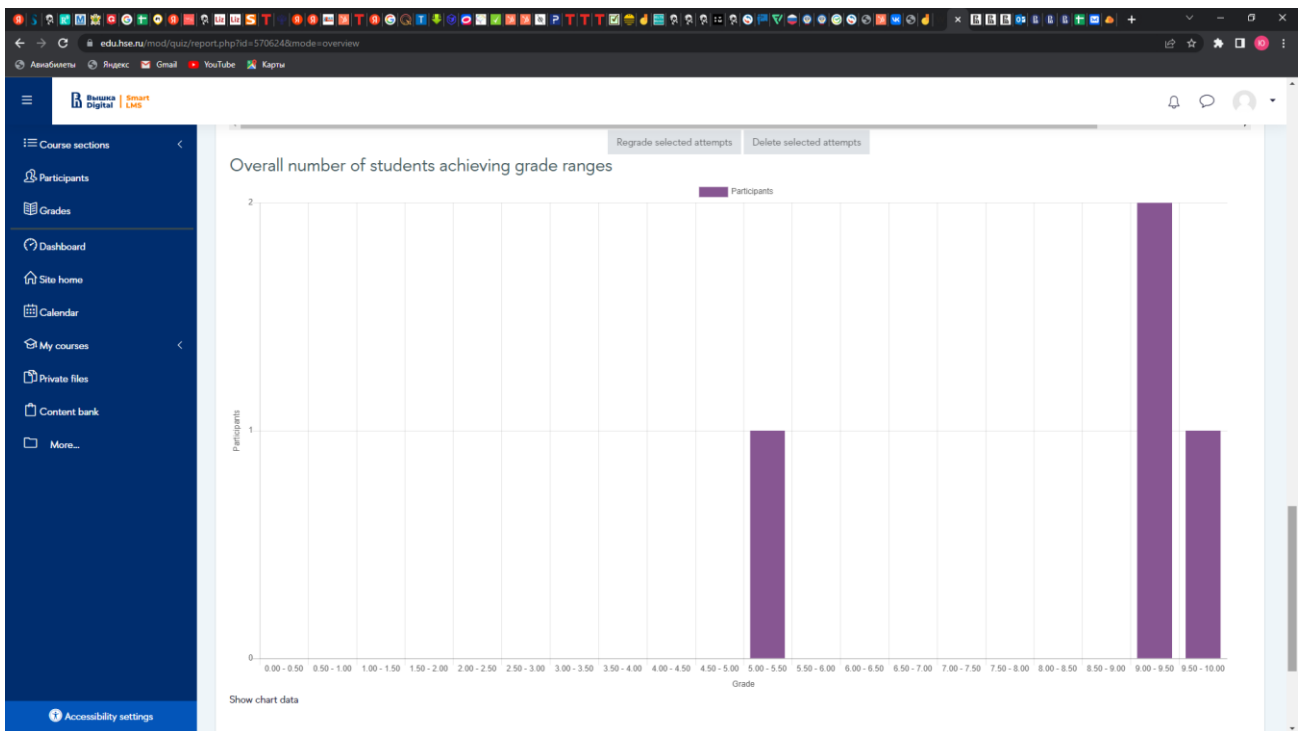 edu.hse.ru/mod/quiz/report.php?id=570624&mode=overview
Авиабилеты Яндекс Gmail YouTube Карты
Вышка Digital Smart LMS
Course sections
Participants
Grades
Dashboard
Site home
Calendar
My courses
Private files
Content bank
More...
Accessibility settings
Regrade selected attempts Delete selected attempts
Overall number of students achieving grade ranges
Participants
2
1
0
Participants
0.00 - 0.50 0.50 - 1.00 1.00 - 1.50 1.50 - 2.00 2.00 - 2.50 2.50 - 3.00 3.00 - 3.50 3.50 - 4.00 4.00 - 4.50 4.50 - 5.00 5.00 - 5.50 5.50 - 6.00 6.00 - 6.50 6.50 - 7.00 7.00 - 7.50 7.50 - 8.00 8.00 - 8.50 8.50 - 9.00 9.00 - 9.50 9.50 - 10.00
Grade
Show chart data